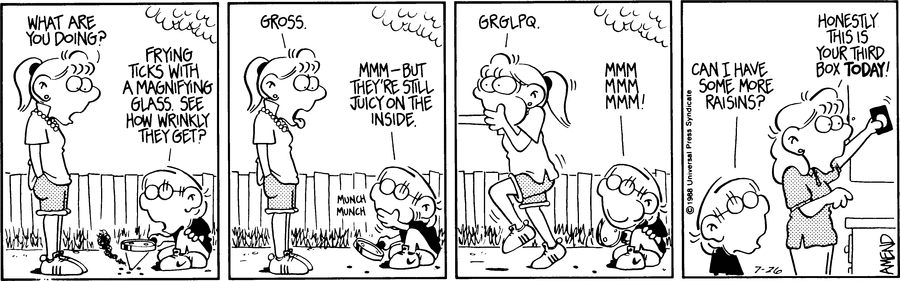 WHAT ARE
YOU DOING?
FRYING
TICKS WITH
A MAGNIFYING
GLASS. SEE
HOW WRINKLY
THEY GET?
GROSS.
MMM–BUT
THEY'RE STILL
JUICY ON THE
INSIDE.
MUNCH
MUNCH
GRGLPQ.
MMM
MMM
MMM!
© 1988 Universal Press Syndicate
CAN I HAVE
SOME MORE
RAISINS?
HONESTLY.
THIS IS
YOUR THIRD
BOX TODAY!
7-26
AMEND